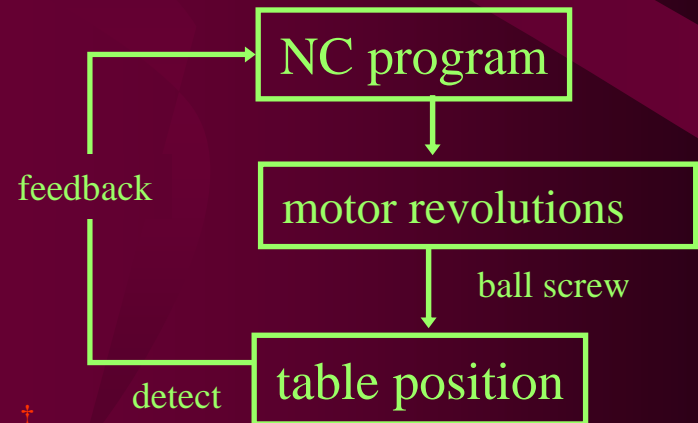 NC program
feedback
motor revolutions
ball screw
table position
detect
†